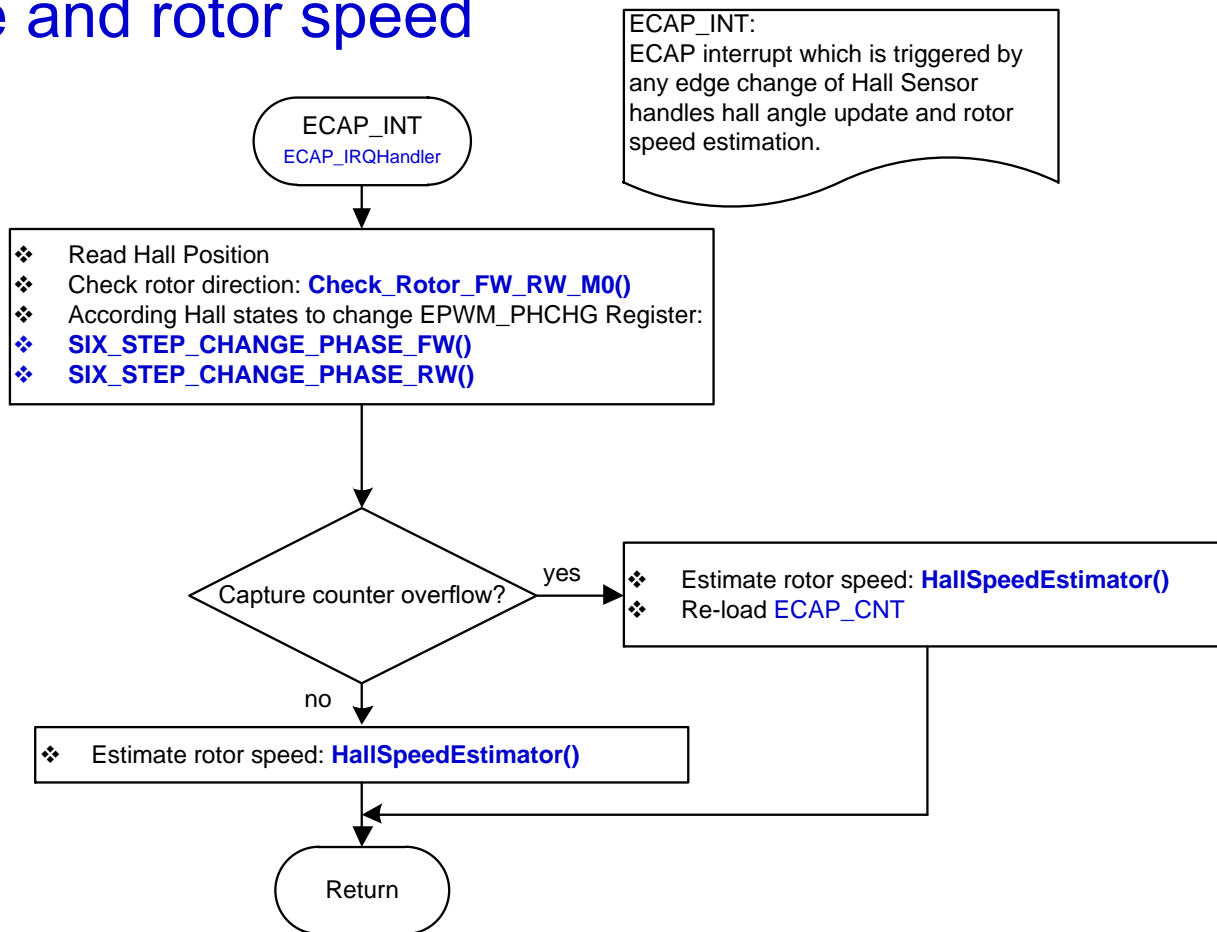 e and rotor speed
ECAP_INT:
ECAP interrupt which is triggered by
any edge change of Hall Sensor
handles hall angle update and rotor
speed estimation.
ECAP_INT
ECAP_IRQHandler
❖ Read Hall Position
❖ Check rotor direction: Check_Rotor_FW_RW_M0()
❖ According Hall states to change EPWM_PHCHG Register:
❖ SIX_STEP_CHANGE_PHASE_FW()
❖ SIX_STEP_CHANGE_PHASE_RW()
Capture counter overflow?
yes
❖ Estimate rotor speed: HallSpeedEstimator()
❖ Re-load ECAP_CNT
no
❖ Estimate rotor speed: HallSpeedEstimator()
Return